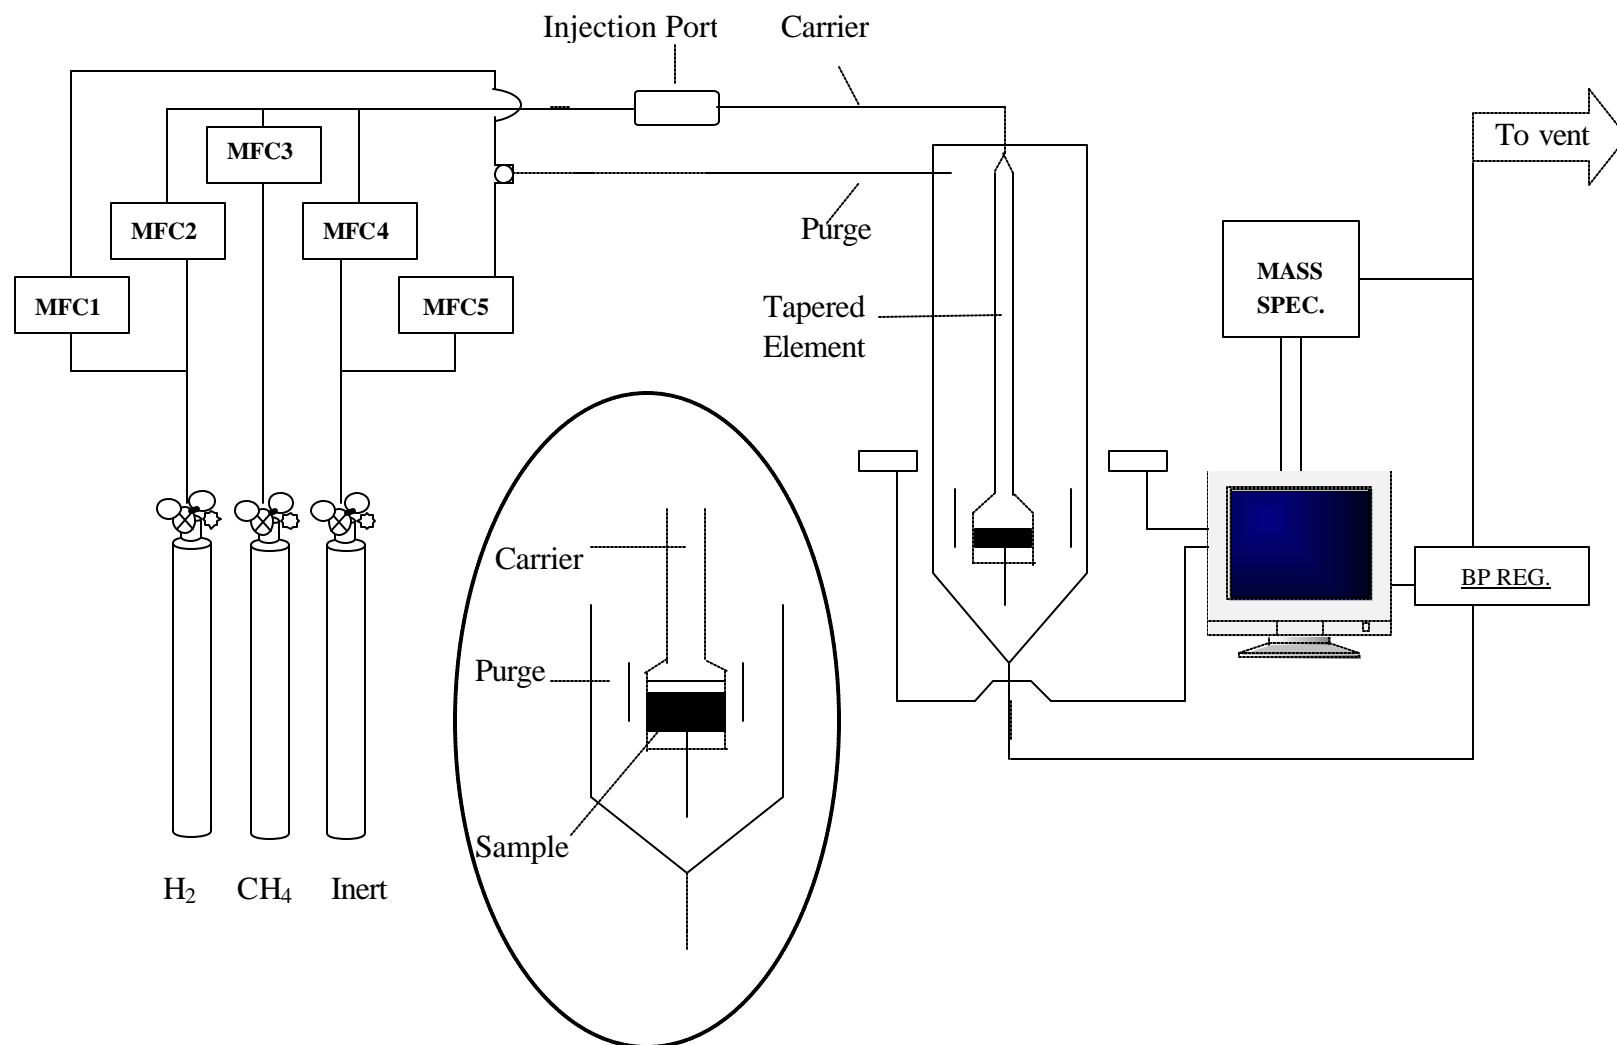 Injection Port
Carrier
To vent
MFC3
MFC2
MFC4
Purge
MASS
SPEC.
MFC1
MFC5
Tapered
Element
Carrier
BP REG.
Purge
Sample
H2
CH4
Inert